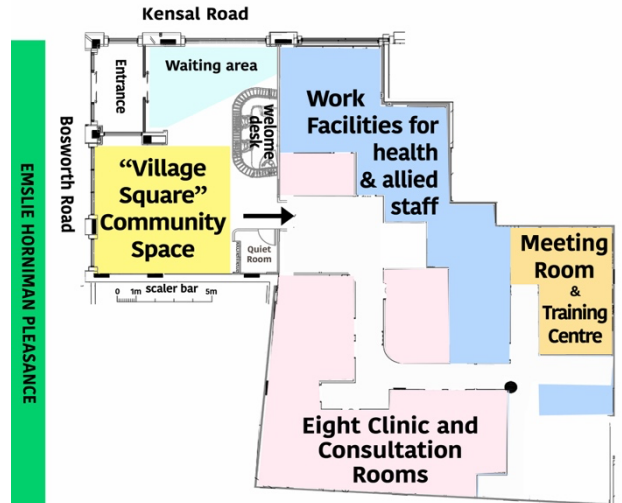 Kensal Road
Entrance
Waiting area
welome
desk
Work
Facilities for
health
& allied
staff
EMSLIE HORNIMAN PLEASANCE
Bosworth Road
“Village
Square”
Community
Space
Quiet
Room
Meeting
Room
&
Training
Centre
scaler bar
0 1m 5m
Eight Clinic and
Consultation
Rooms